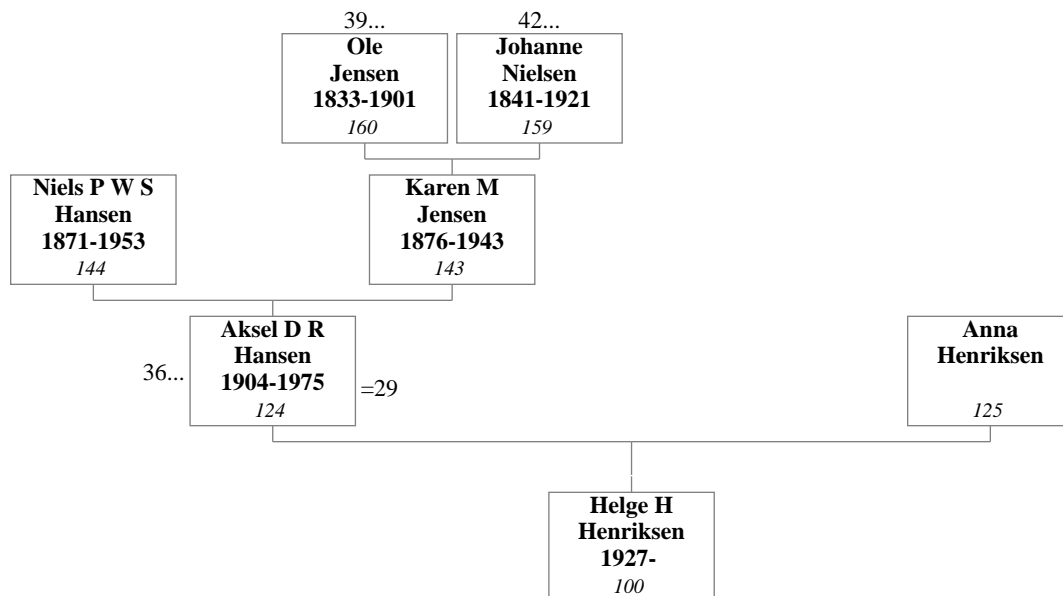 39...
42...
Ole
Jensen
1833-1901
160
Johanne
Nielsen
1841-1921
159
Niels P W S
Hansen
1871-1953
144
Karen M
Jensen
1876-1943
143
36...
Aksel D R
Hansen
1904-1975
124
=29
Anna
Henriksen
125
Helge H
Henriksen
1927-
100